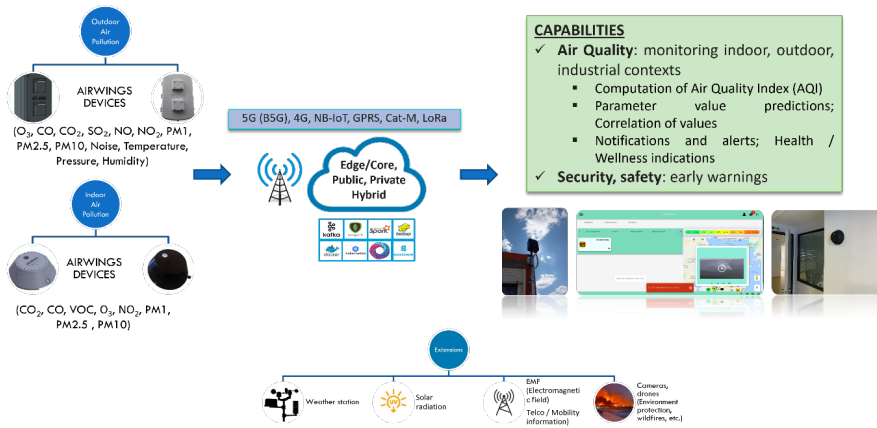 Outdoor
Air
Pollution
AIRWINGS
DEVICES
(O₃, CO, CO₂, SO₂, NO, NO₂, PM1,
PM2.5, PM10, Noise, Temperature,
Pressure, Humidity)
Indoor
Air
Pollution
AIRWINGS
DEVICES
(CO₂, CO, VOC, O₃, NO₂, PM1,
PM2.5 , PM10)
5G (B5G), 4G, NB-IoT, GPRS, Cat-M, LoRa
Edge/Core,
Public, Private
Hybrid
kafka
Spark
docker
CAPABILITIES
✓ Air Quality: monitoring indoor, outdoor,
industrial contexts
▪ Computation of Air Quality Index (AQI)
▪ Parameter value predictions;
Correlation of values
▪ Notifications and alerts; Health /
Wellness indications
✓ Security, safety: early warnings
Extensions
Weather station
UV
Solar
radiation
EMF
(Electromagneti
c field)
Telco / Mobility
information)
Cameras,
drones
(Environment
protection,
wildfires, etc.)